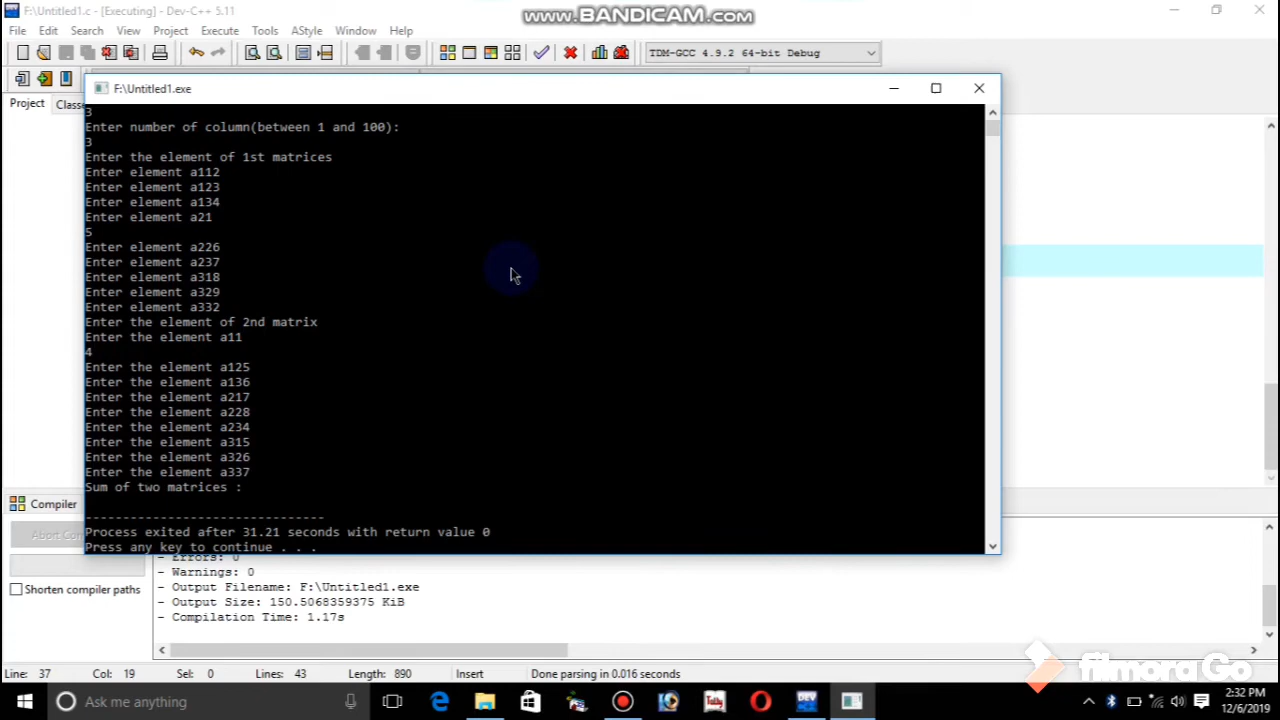 F:\Untitled1.c - [Executing] - Dev-C++ 5.11
www.BANDICAM.com
File Edit Search View Project Execute Tools AStyle Window Help
TDM-GCC 4.9.2 64-bit Debug
Project Classe
F:\Untitled1.exe
3
Enter number of column(between 1 and 100):
3
Enter the element of 1st matrices
Enter element a112
Enter element a123
Enter element a134
Enter element a21
5
Enter element a226
Enter element a237
Enter element a318
Enter element a329
Enter element a332
Enter the element of 2nd matrix
Enter the element a11
4
Enter the element a125
Enter the element a136
Enter the element a217
Enter the element a228
Enter the element a234
Enter the element a315
Enter the element a326
Enter the element a337
Sum of two matrices :
--------------------------------
Process exited after 31.21 seconds with return value 0
Press any key to continue . . .
Compiler
Abort Com
Shorten compiler paths
- Errors: 0
- Warnings: 0
- Output Filename: F:\Untitled1.exe
- Output Size: 150.5068359375 KiB
- Compilation Time: 1.17s
filmora Go
Line: 37 Col: 19 Sel: 0 Lines: 43 Length: 890 Insert Done parsing in 0.016 seconds
Ask me anything
2:32 PM
12/6/2019